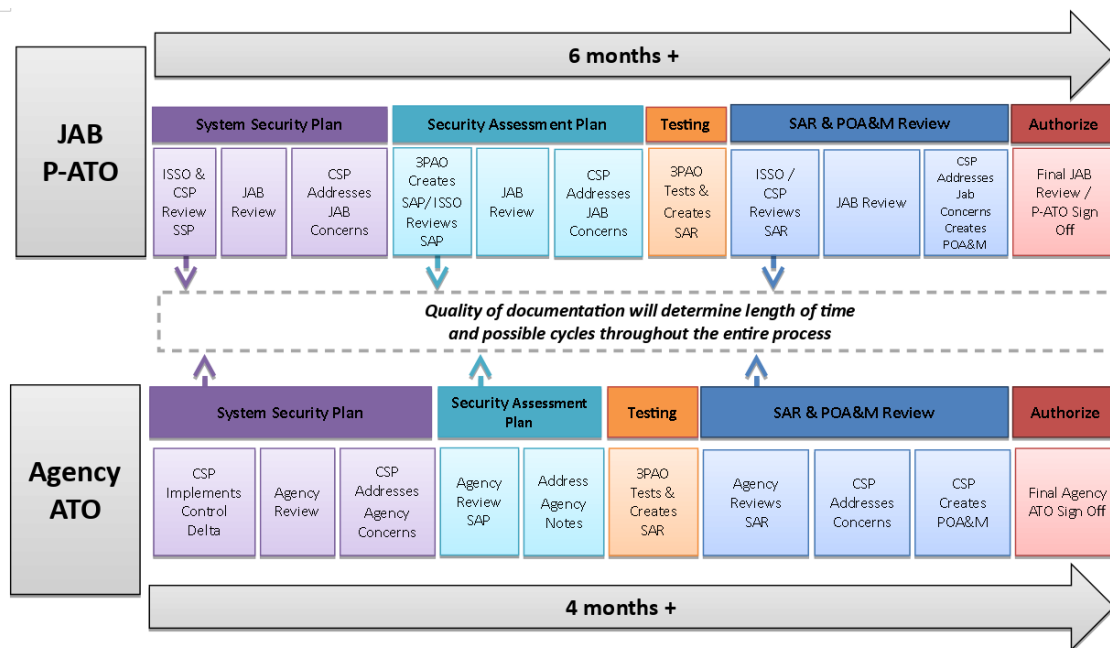 6 months +
JAB
P-ATO
System Security Plan
Security Assessment Plan
Testing
SAR & POA&M Review
Authorize
ISSO &
CSP
Review
SSP
JAB
Review
CSP
Addresses
JAB
Concerns
3PAO
Creates
SAP/ISSO
Reviews
SAP
JAB
Review
CSP
Addresses
JAB
Concerns
3PAO
Tests &
Creates
SAR
ISSO /
CSP
Reviews
SAR
JAB Review
CSP
Addresses
Jab
Concerns
Creates
POA&M
Final JAB
Review /
P-ATO Sign
Off
Quality of documentation will determine length of time
and possible cycles throughout the entire process
Agency
ATO
System Security Plan
Security Assessment
Plan
Testing
SAR & POA&M Review
Authorize
CSP
Implements
Control
Delta
Agency
Review
CSP
Addresses
Agency
Concerns
Agency
Review
SAP
Address
Agency
Notes
3PAO
Tests &
Creates
SAR
Agency
Reviews
SAR
CSP
Addresses
Concerns
CSP
Creates
POA&M
Final Agency
ATO Sign Off
4 months +